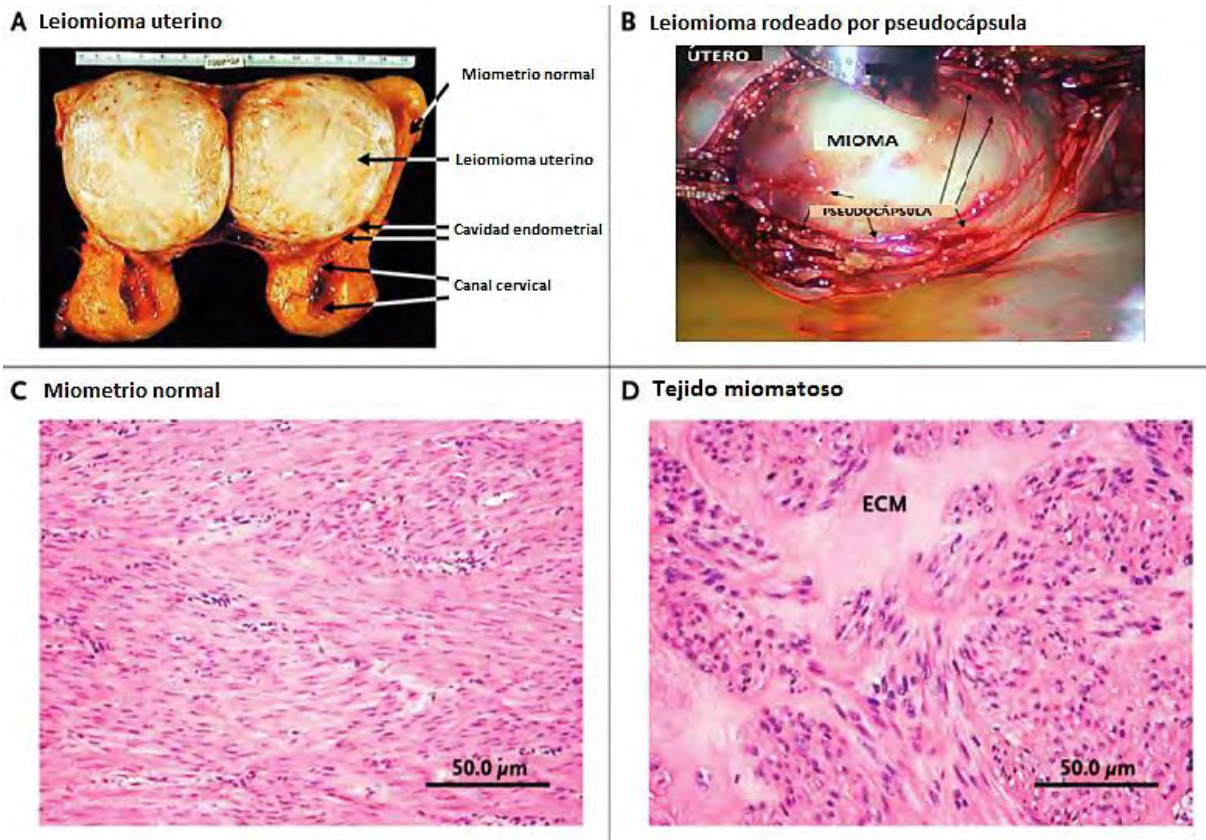 A Leiomioma uterino
Miometrio normal
Leiomioma uterino
Cavidad endometrial
Canal cervical
B Leiomioma rodeado por pseudocápsula
ÚTERO
MIOMA
PSEUDOCÁPSULA
C Miometrio normal
50.0 µm
D Tejido miomatoso
ECM
50.0 µm